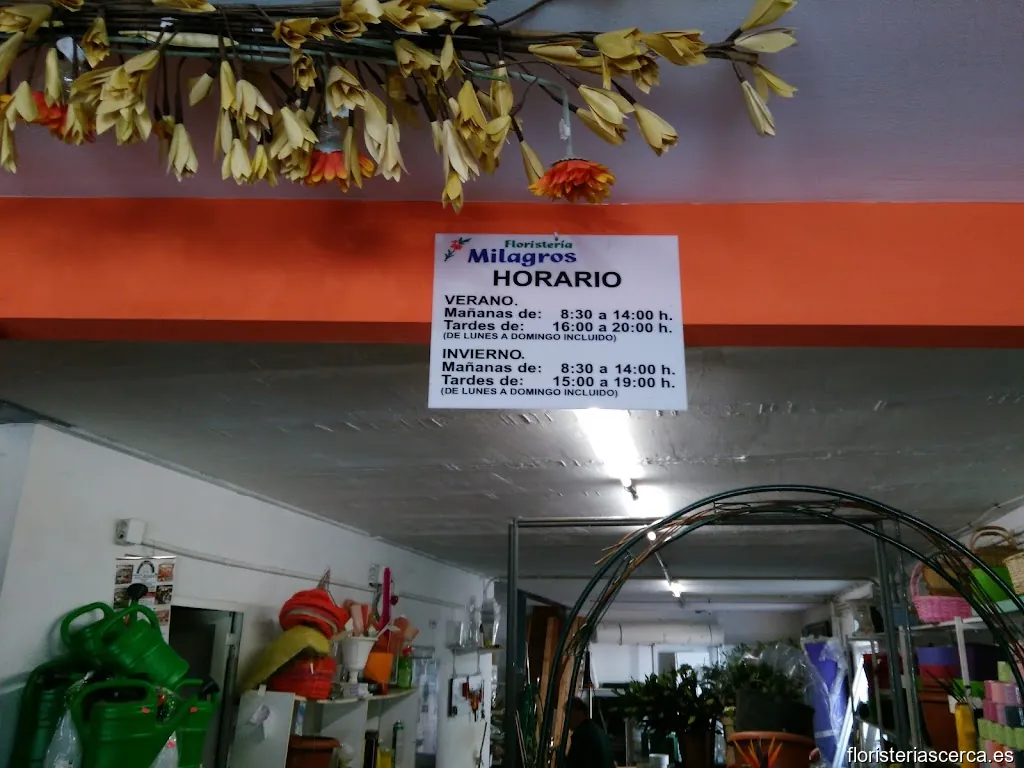 Floristería
Milagros
HORARIO
VERANO.
Mañanas de: 8:30 a 14:00 h.
Tardes de: 16:00 a 20:00 h.
(DE LUNES A DOMINGO INCLUIDO)
INVIERNO.
Mañanas de: 8:30 a 14:00 h.
Tardes de: 15:00 a 19:00 h.
(DE LUNES A DOMINGO INCLUIDO)
floristeriascerca.es